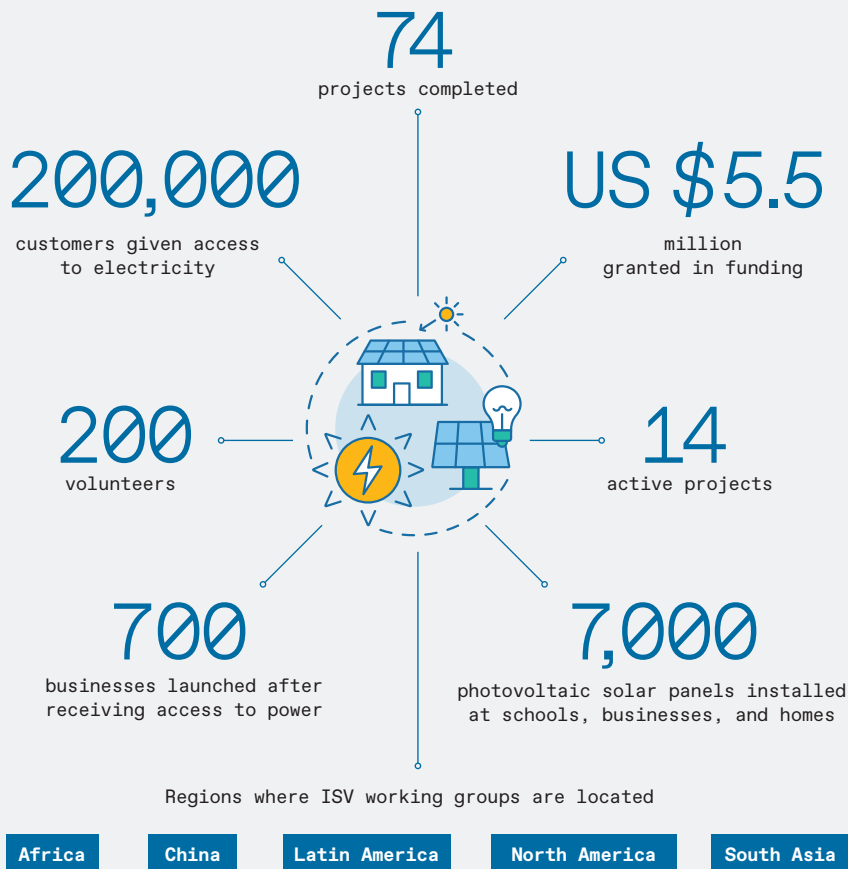 74
projects completed
200,000
customers given access
to electricity
US $5.5
million
granted in funding
200
volunteers
14
active projects
700
businesses launched after
receiving access to power
7,000
photovoltaic solar panels installed
at schools, businesses, and homes
Regions where ISV working groups are located
Africa
China
Latin America
North America
South Asia